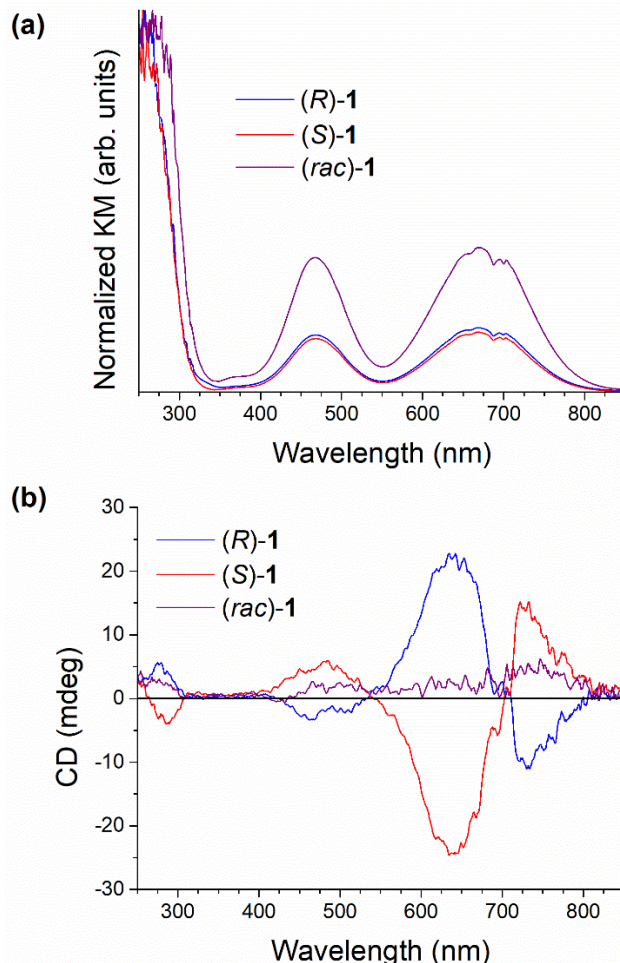 (a)
Normalized KM (arb. units)
(R)-1
(S)-1
(rac)-1
300 400 500 600 700 800
Wavelength (nm)
(b)
CD (mdeg)
30
20
10
0
-10
-20
-30
(R)-1
(S)-1
(rac)-1
300 400 500 600 700 800
Wavelength (nm)